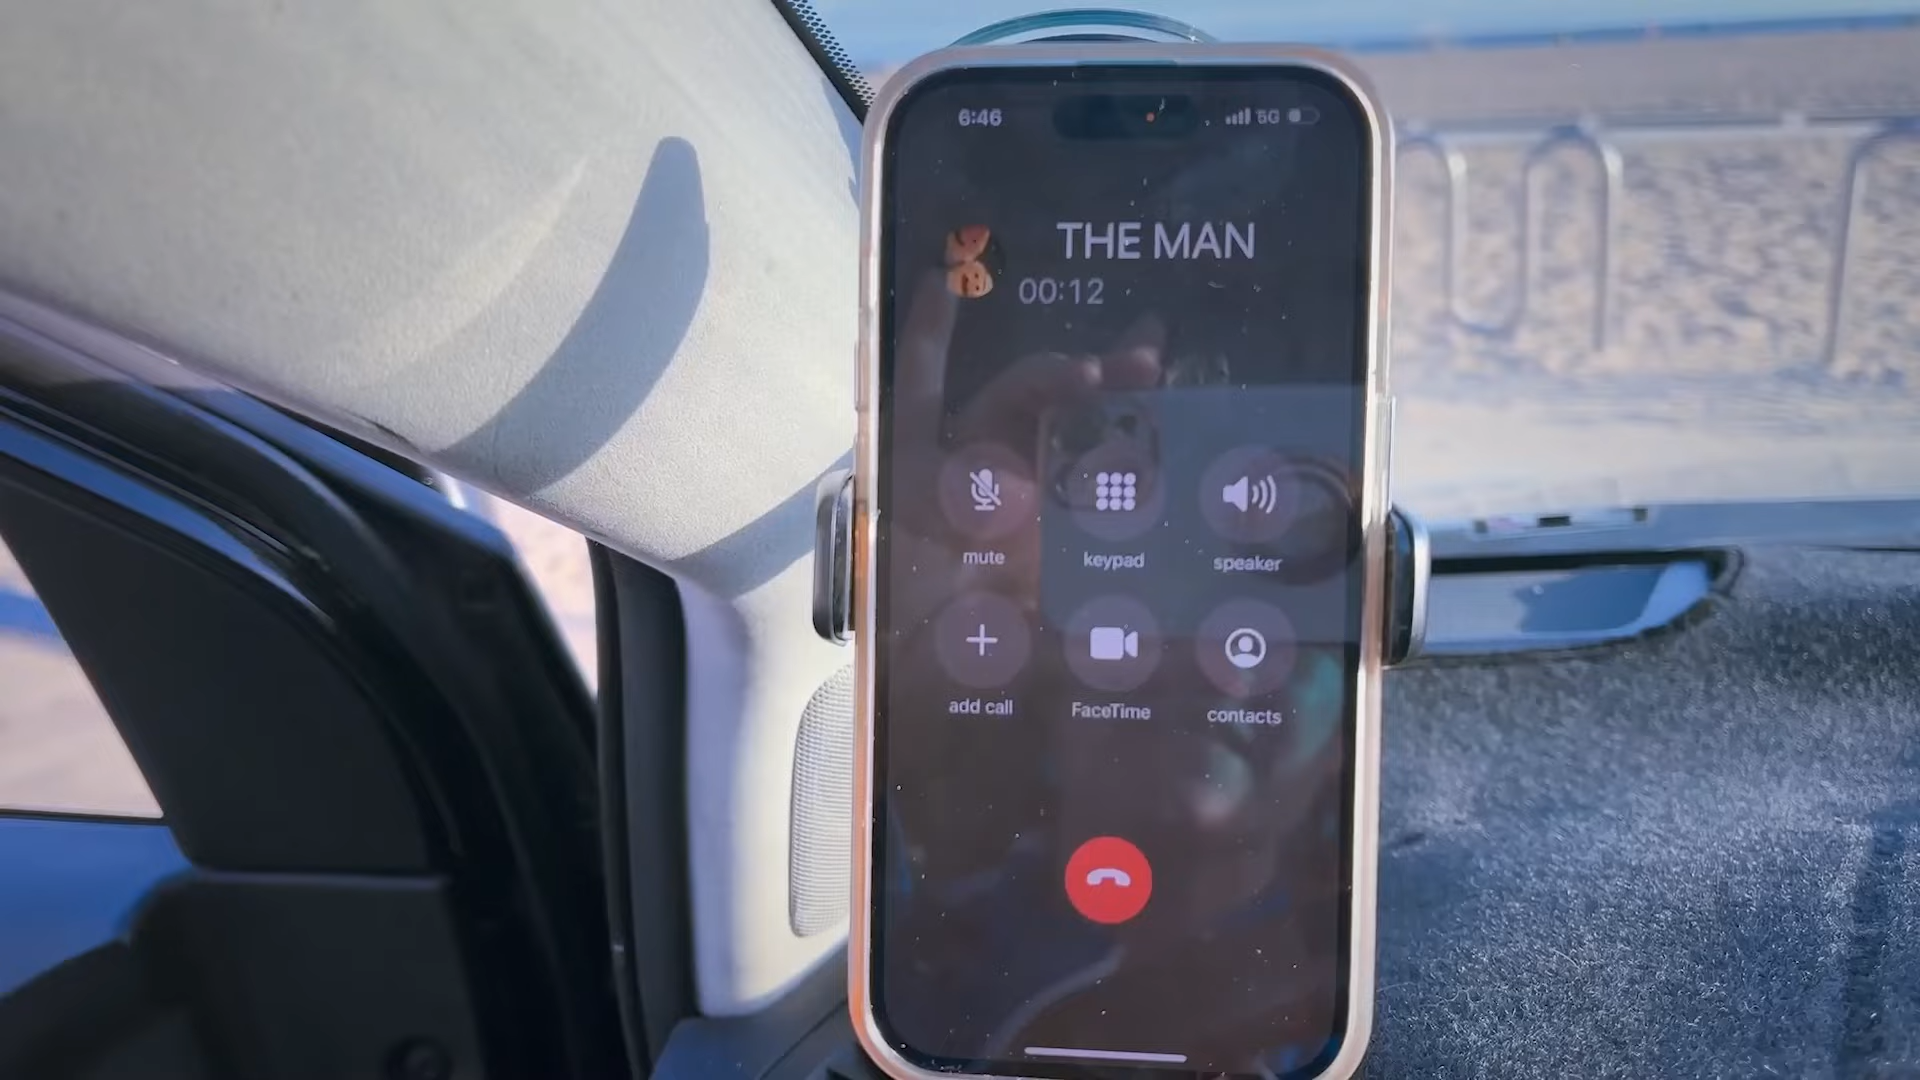 6:46
5G
THE MAN
00:12
mute
keypad
speaker
add call
FaceTime
contacts